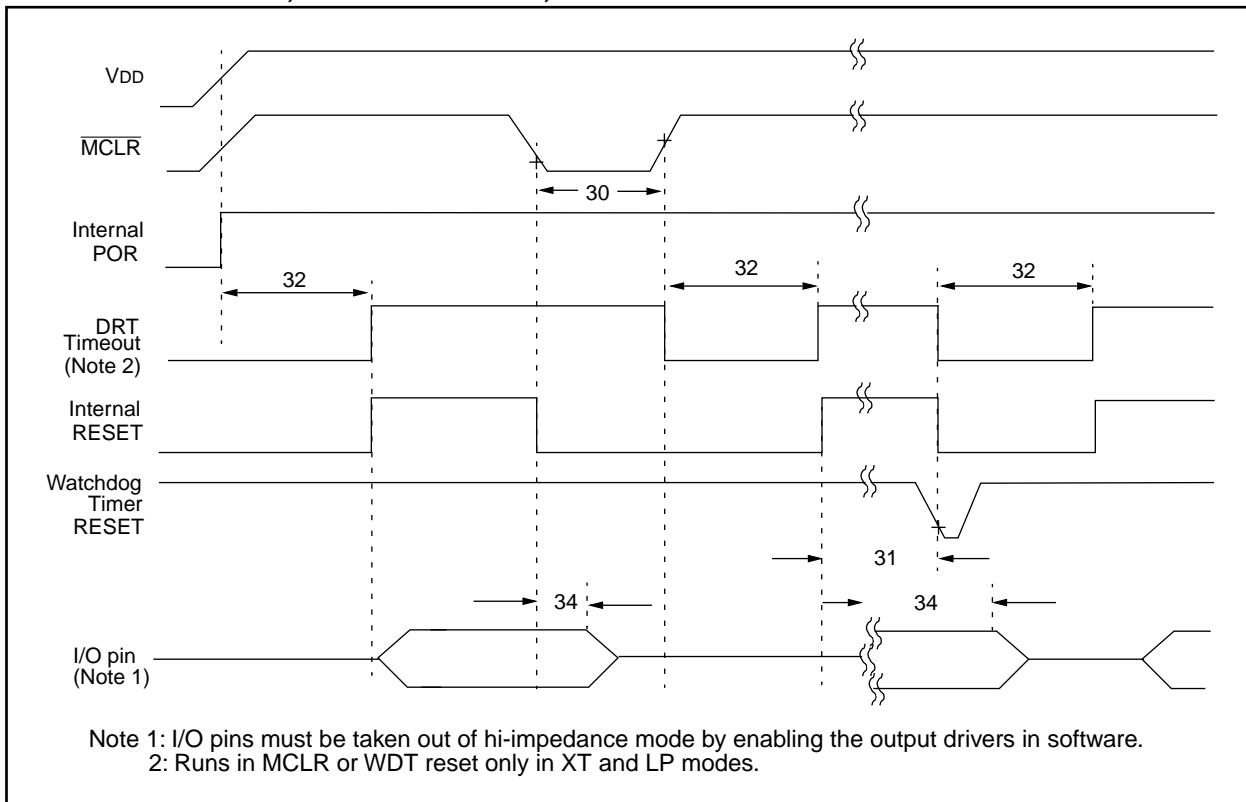 VDD
MCLR
30
Internal
POR
32
32
32
DRT
Timeout
(Note 2)
Internal
RESET
Watchdog
Timer
RESET
31
34
34
I/O pin
(Note 1)
Note 1: I/O pins must be taken out of hi-impedance mode by enabling the output drivers in software.
2: Runs in MCLR or WDT reset only in XT and LP modes.